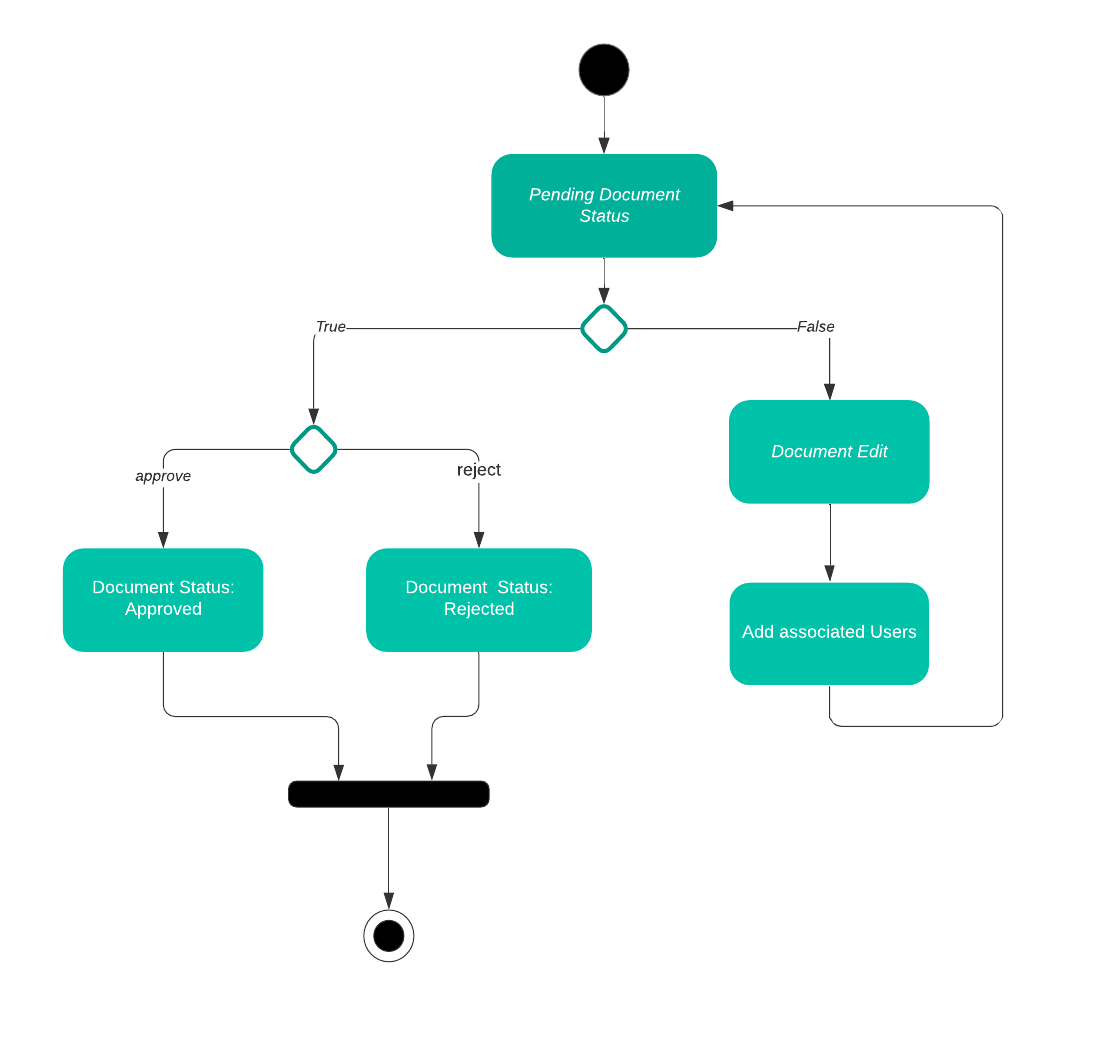 Pending Document
Status
True
False
approve
reject
Document Edit
Document Status:
Approved
Document  Status:
Rejected
Add associated Users